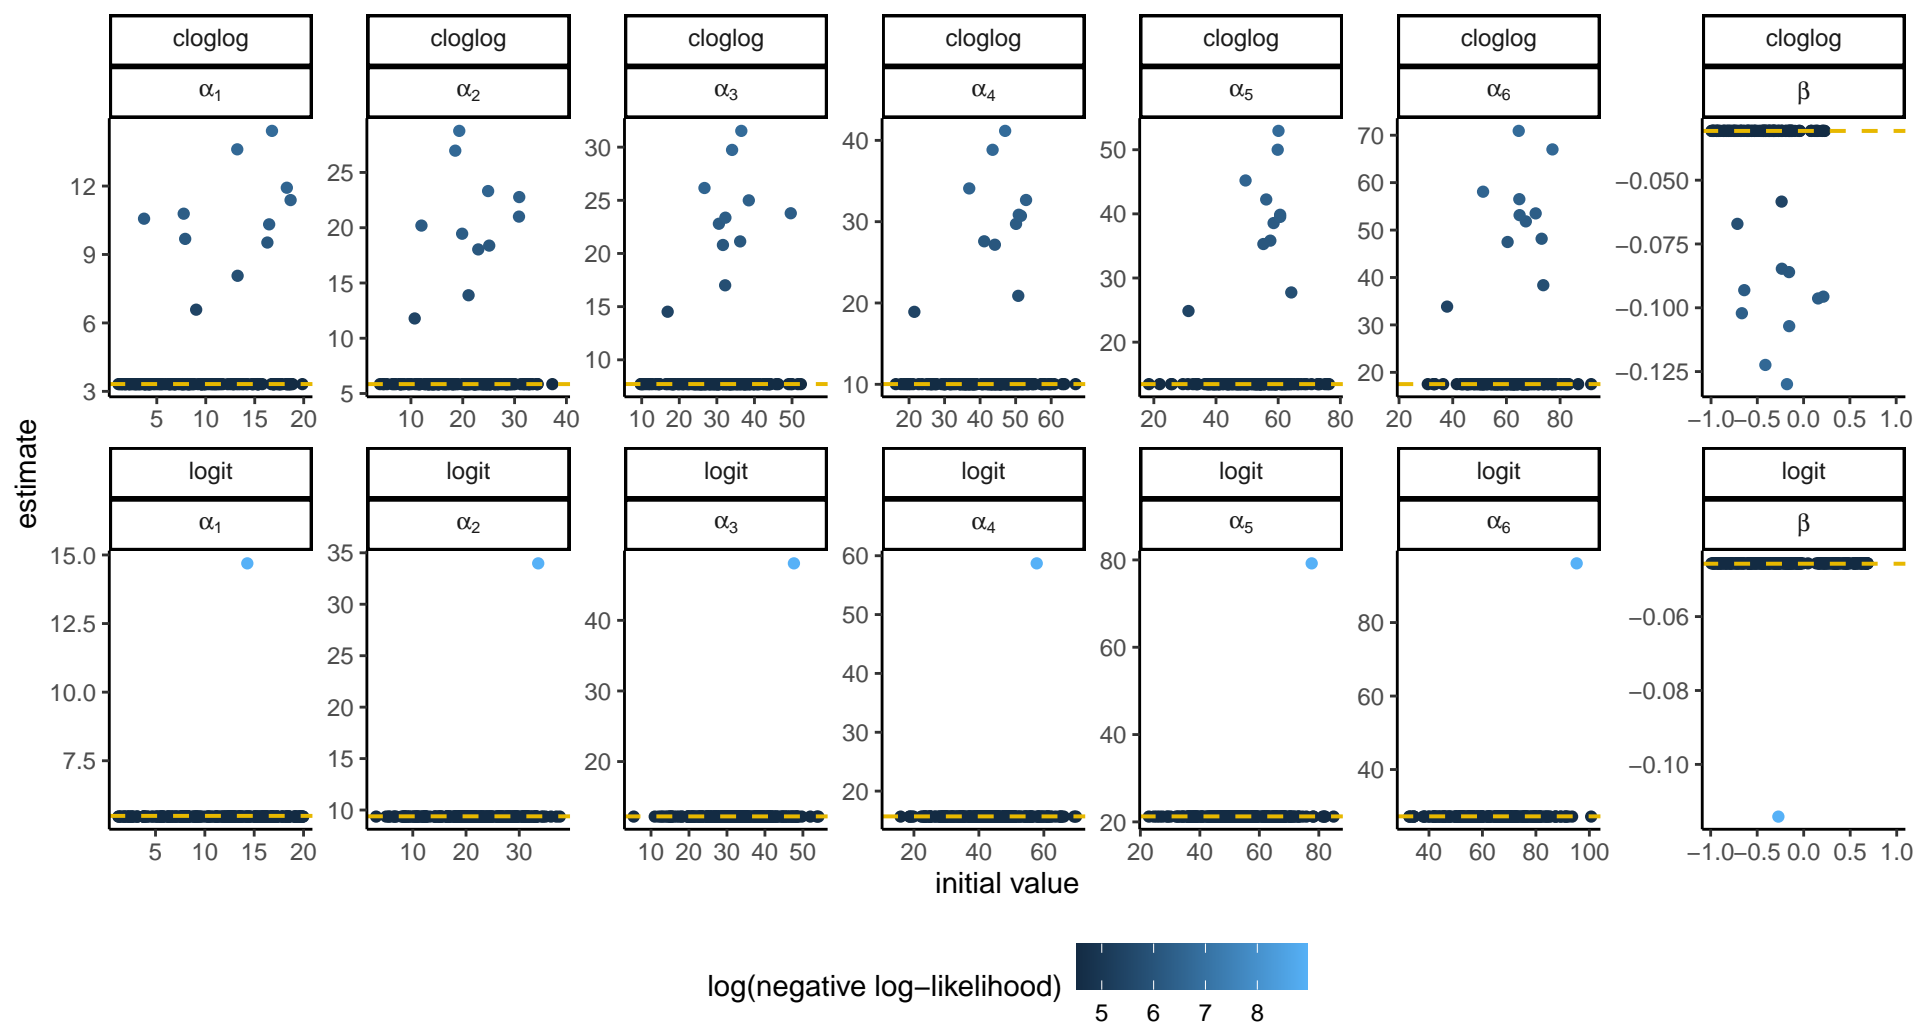 cloglog cloglog cloglog cloglog cloglog cloglog cloglog
α1 α2 α3 α4 α5 α6 β
12 9 6 3
25 20 15 10 5
30 25 20 15 10
40 30 20 10
50 40 30 20
70 60 50 40 30 20
−0.050 −0.075 −0.100 −0.125
5 10 15 20
10 20 30 40
10 20 30 40 50
20 30 40 50 60
20 40 60 80
20 40 60 80
−1.0 −0.5 0.0 0.5 1.0
estimate
logit logit logit logit logit logit logit
α1 α2 α3 α4 α5 α6 β
15.0 12.5 10.0 7.5
35 30 25 20 15 10
40 30 20
60 50 40 30 20
80 60 40 20
80 60 40
−0.06 −0.08 −0.10
5 10 15 20
10 20 30
10 20 30 40 50
20 40 60
20 40 60 80
40 60 80 100
−1.0 −0.5 0.0 0.5 1.0
initial value
log(negative log−likelihood)
5 6 7 8